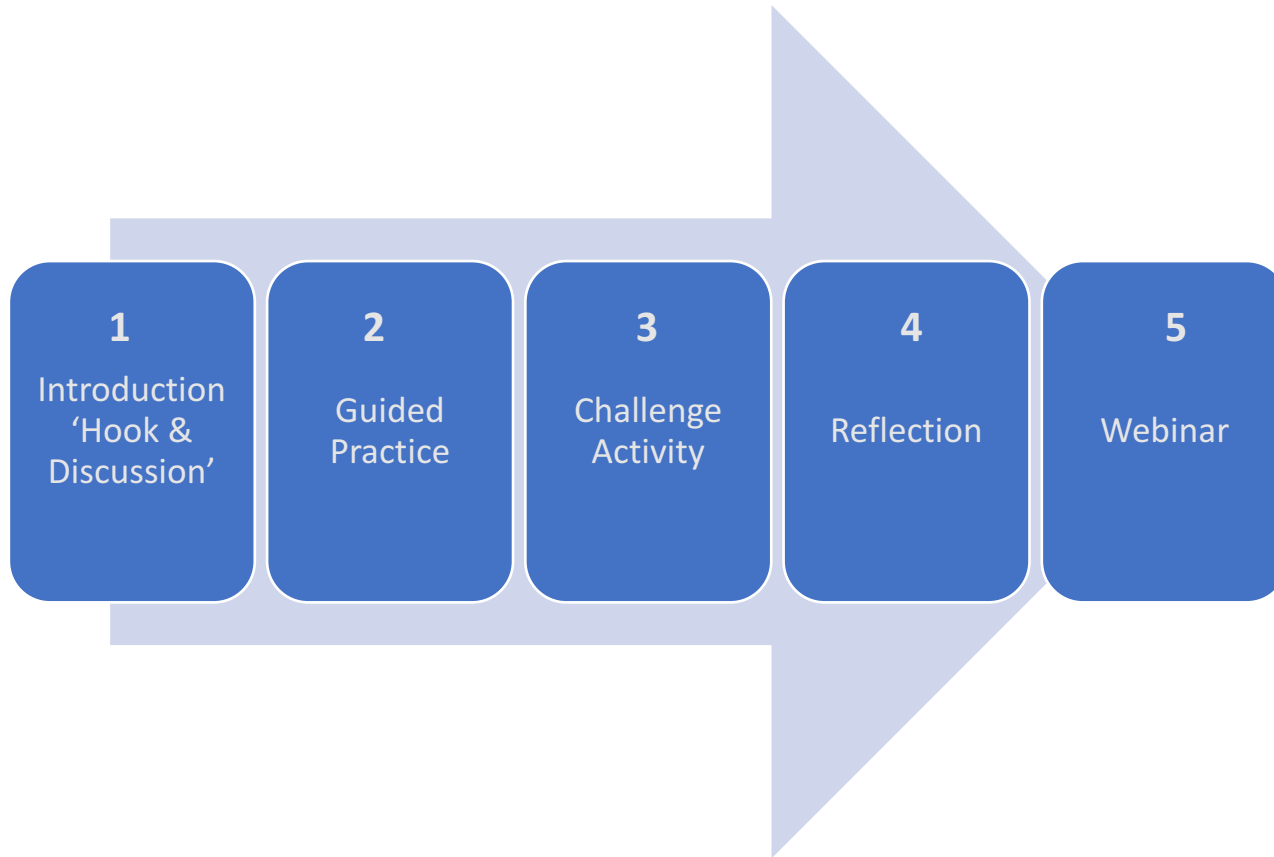 1
Introduction
‘Hook &
Discussion’
2
Guided
Practice
3
Challenge
Activity
4
Reflection
5
Webinar